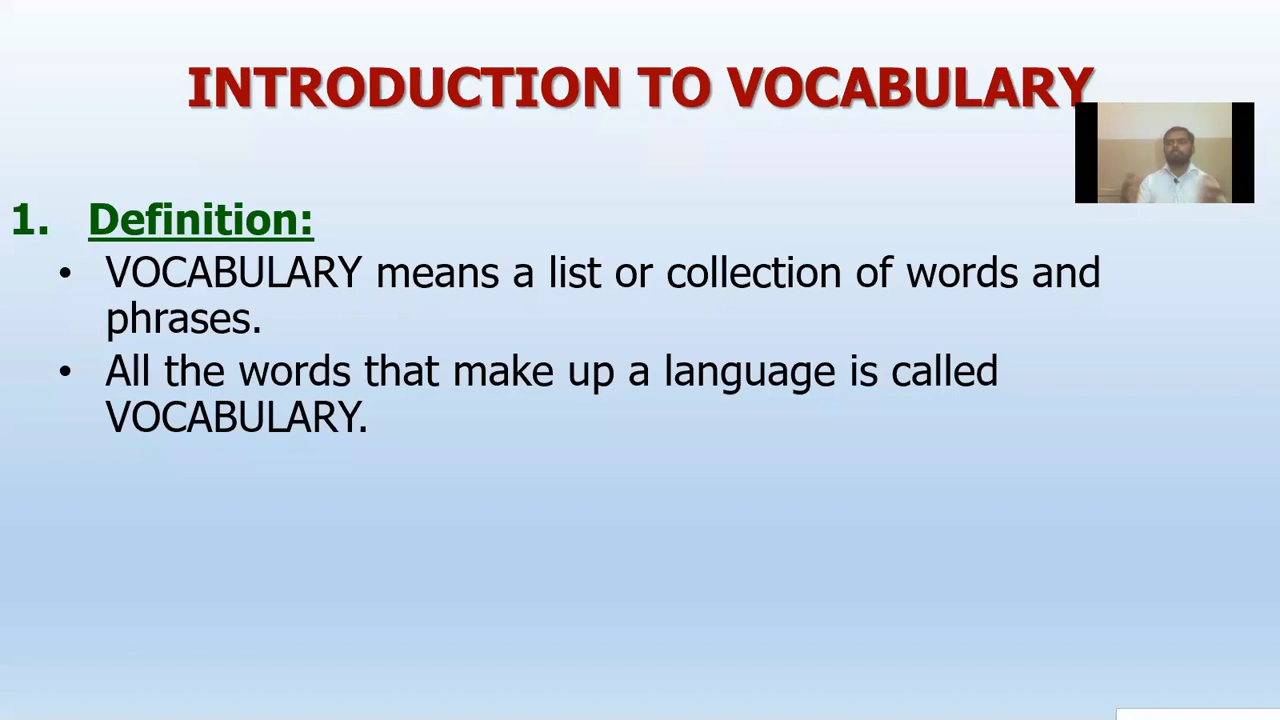 INTRODUCTION TO VOCABULARY
1. Definition:
• VOCABULARY means a list or collection of words and
phrases.
• All the words that make up a language is called
VOCABULARY.